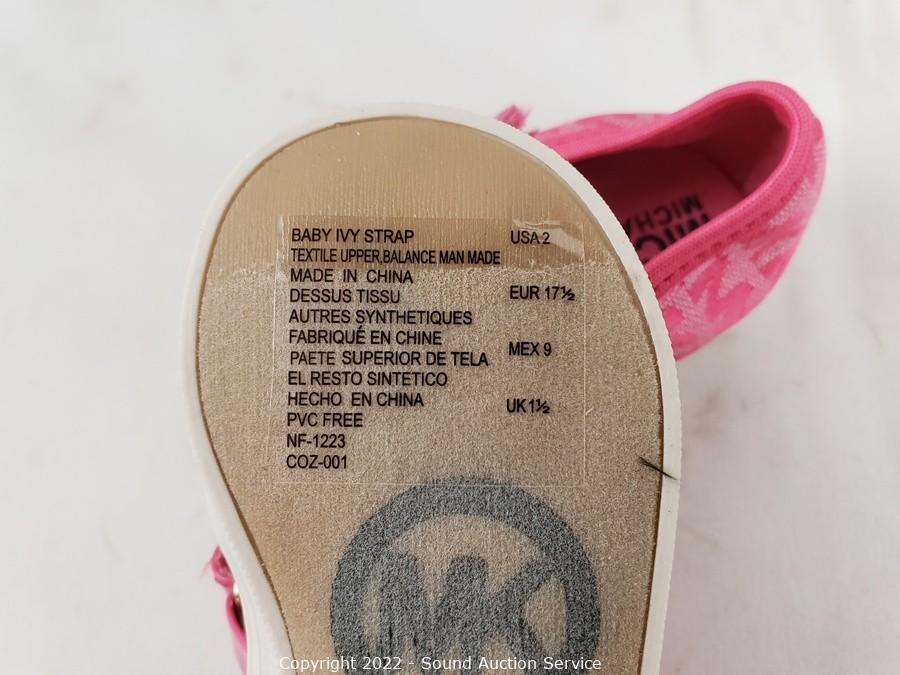 BABY IVY STRAP USA 2
TEXTILE UPPER,BALANCE MAN MADE
MADE IN CHINA
DESSUS TISSU EUR 17½
AUTRES SYNTHETIQUES
FABRIQUÉ EN CHINE
PAETE SUPERIOR DE TELA MEX 9
EL RESTO SINTETICO
HECHO EN CHINA UK 1½
PVC FREE
NF-1223
COZ-001
MK
MIC
MICHA
Copyright 2022 - Sound Auction Service